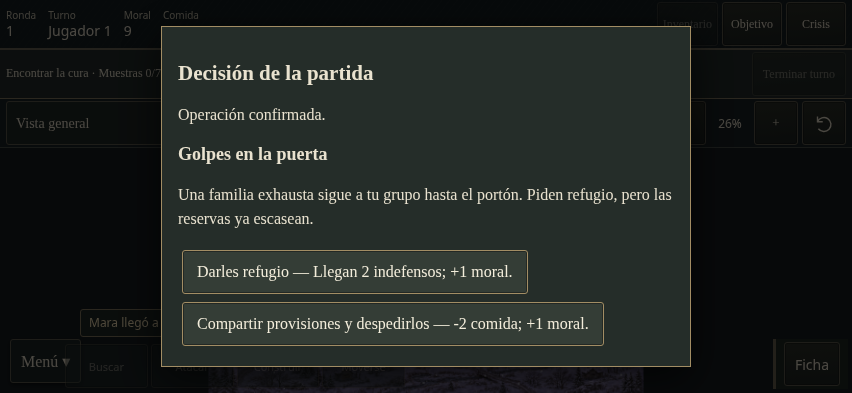 Ronda Turno Moral Comida
1 Jugador 1 9
Inventario Objetivo Crisis
Encontrar la cura · Muestras 0/7
Terminar turno
Vista general
26% +
Decisión de la partida
Operación confirmada.
Golpes en la puerta
Una familia exhausta sigue a tu grupo hasta el portón. Piden refugio, pero las
reservas ya escasean.
Darles refugio — Llegan 2 indefensos; +1 moral.
Compartir provisiones y despedirlos — -2 comida; +1 moral.
Mara llegó a
Menú ▾
Buscar
Ficha